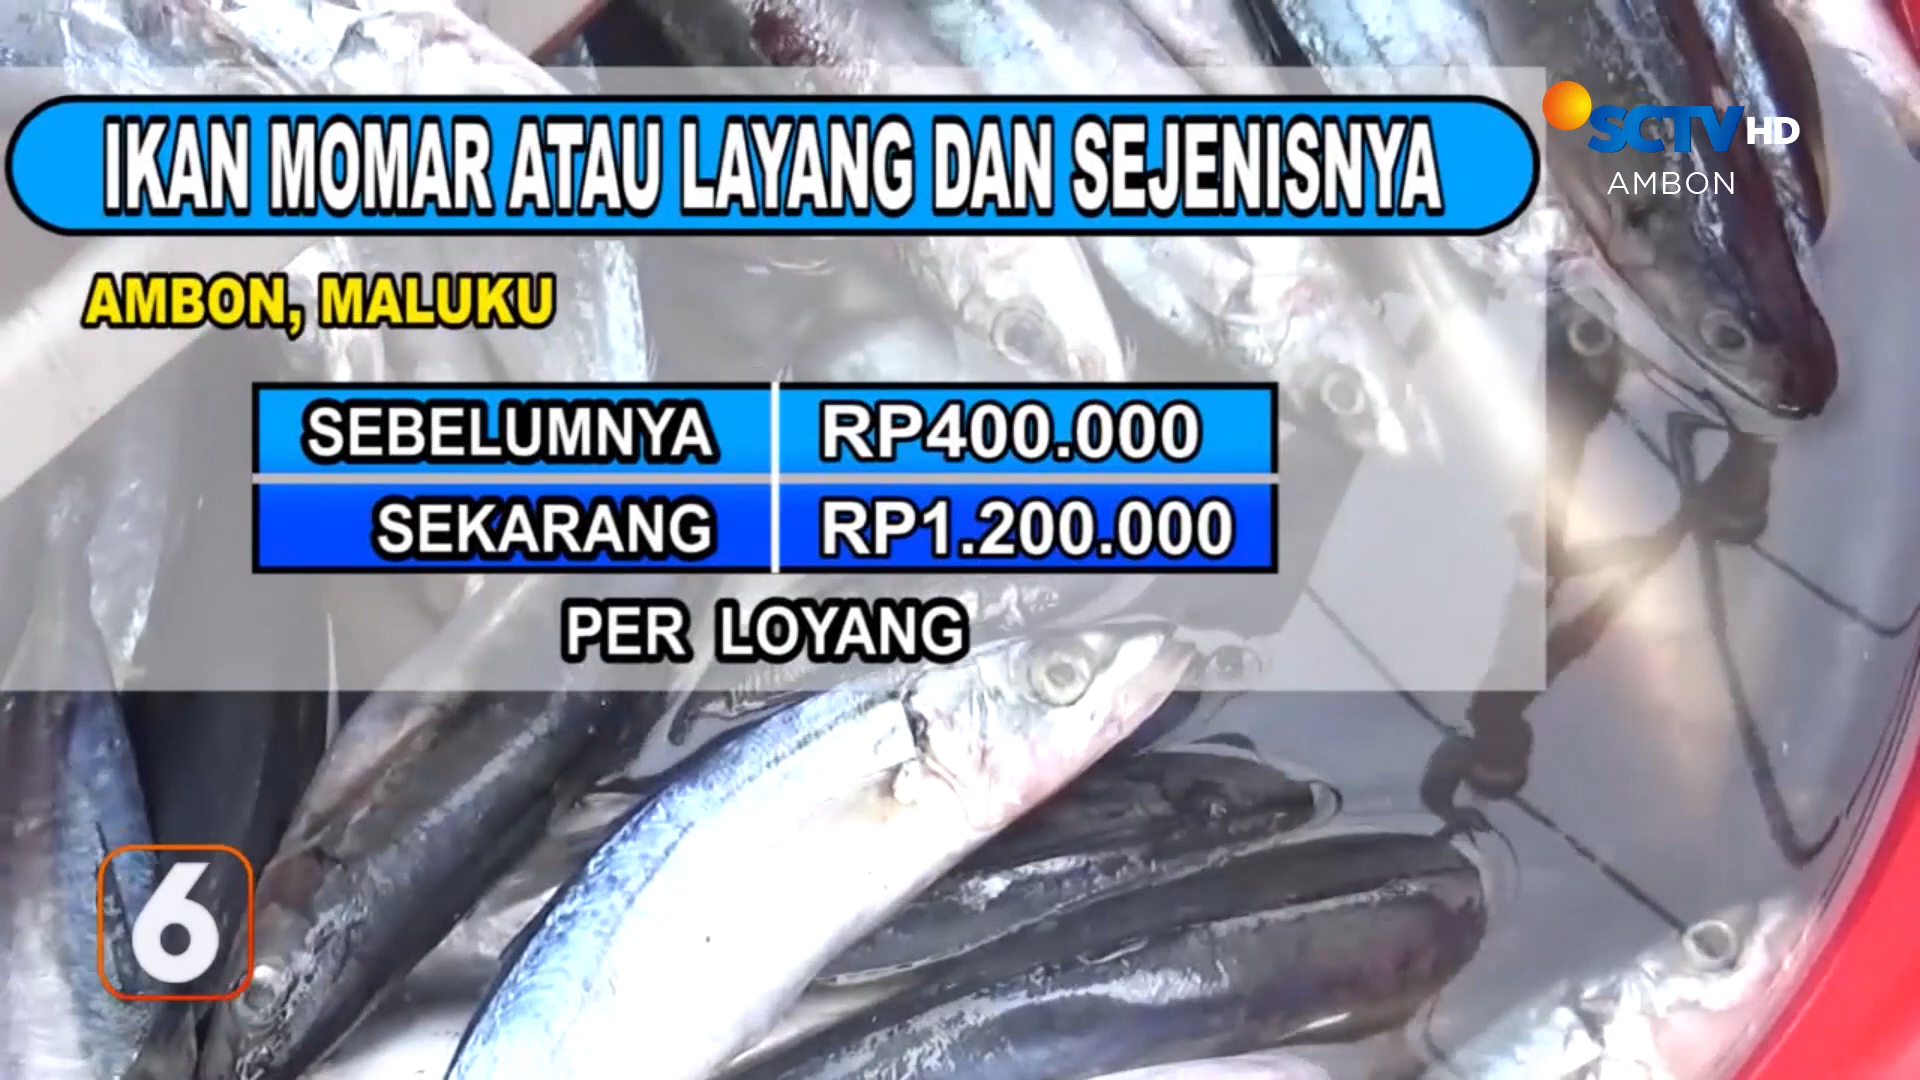 IKAN MOMAR ATAU LAYANG DAN SEJENISNYA
SCTV HD
AMBON
AMBON, MALUKU
SEBELUMNYA RP400.000
SEKARANG RP1.200.000
PER LOYANG
6